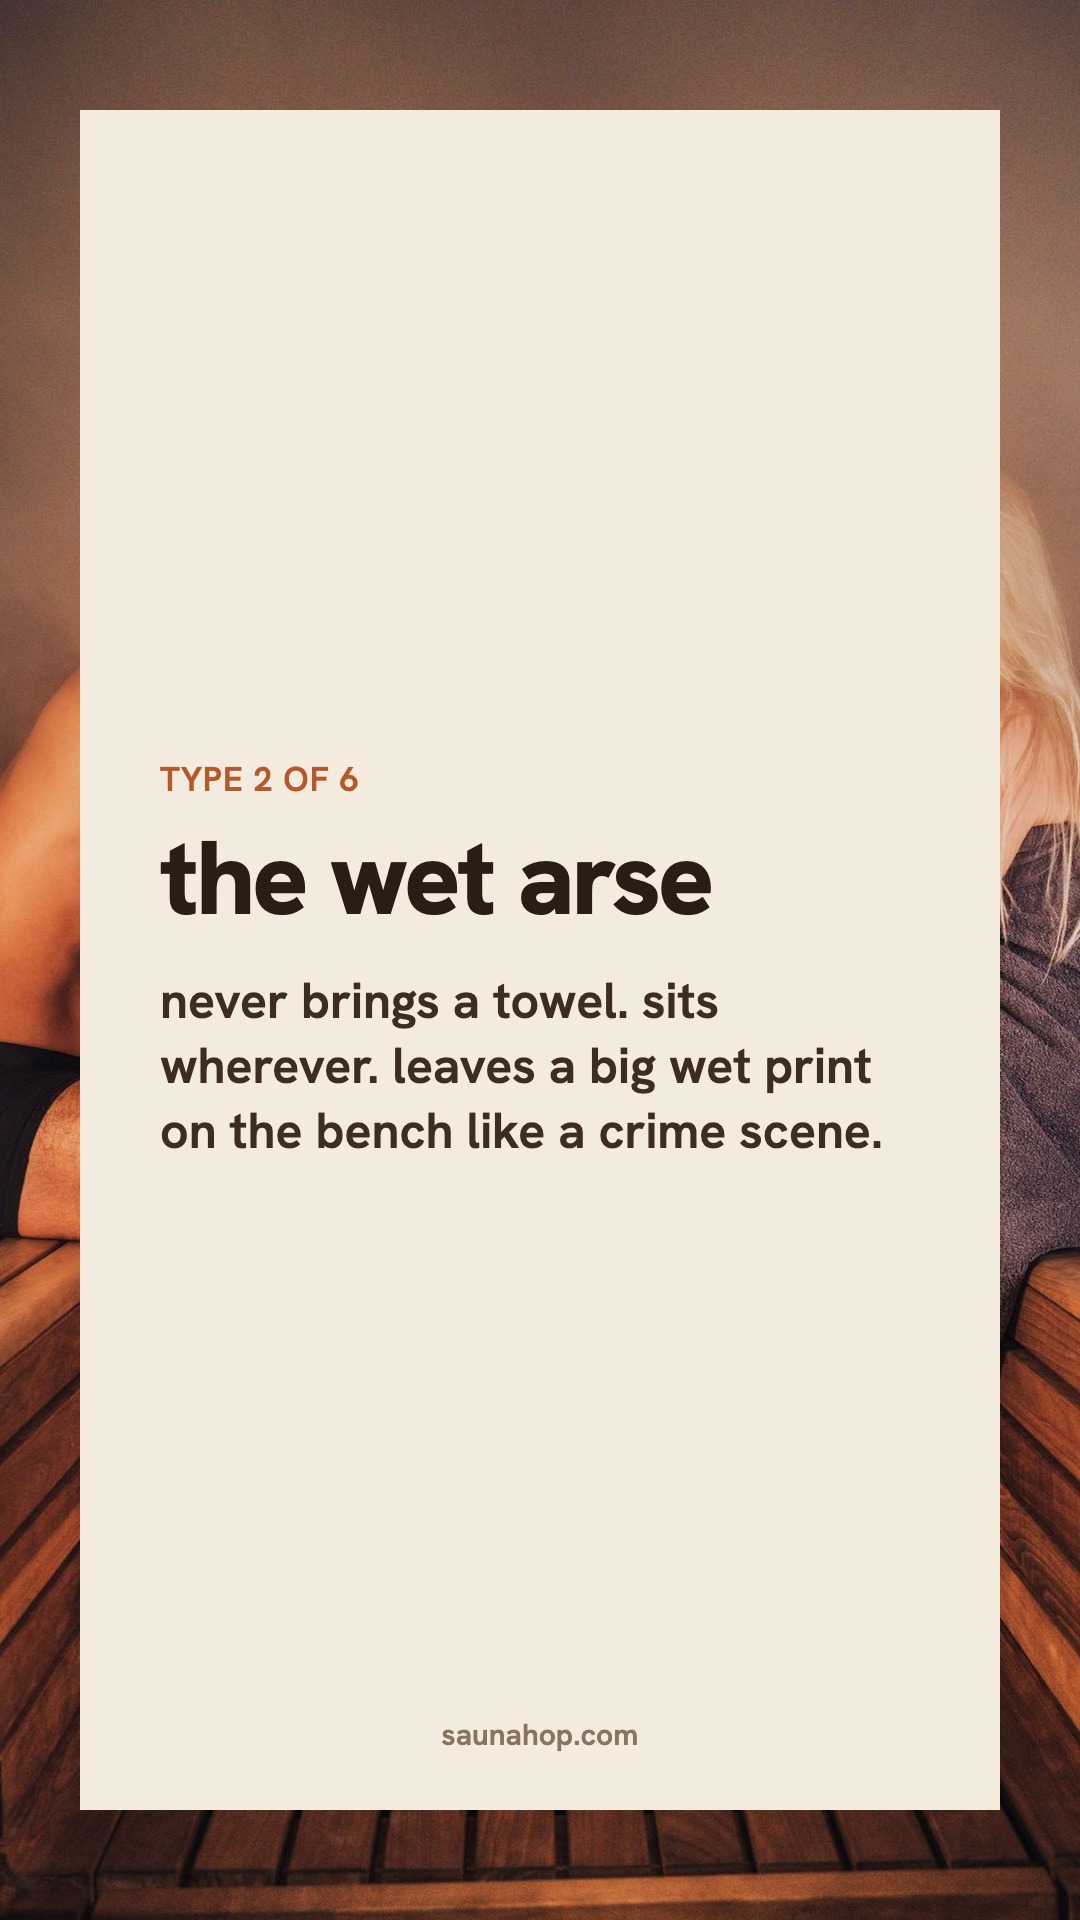 TYPE 2 OF 6
the wet arse
never brings a towel. sits
wherever. leaves a big wet print
on the bench like a crime scene.
saunahop.com